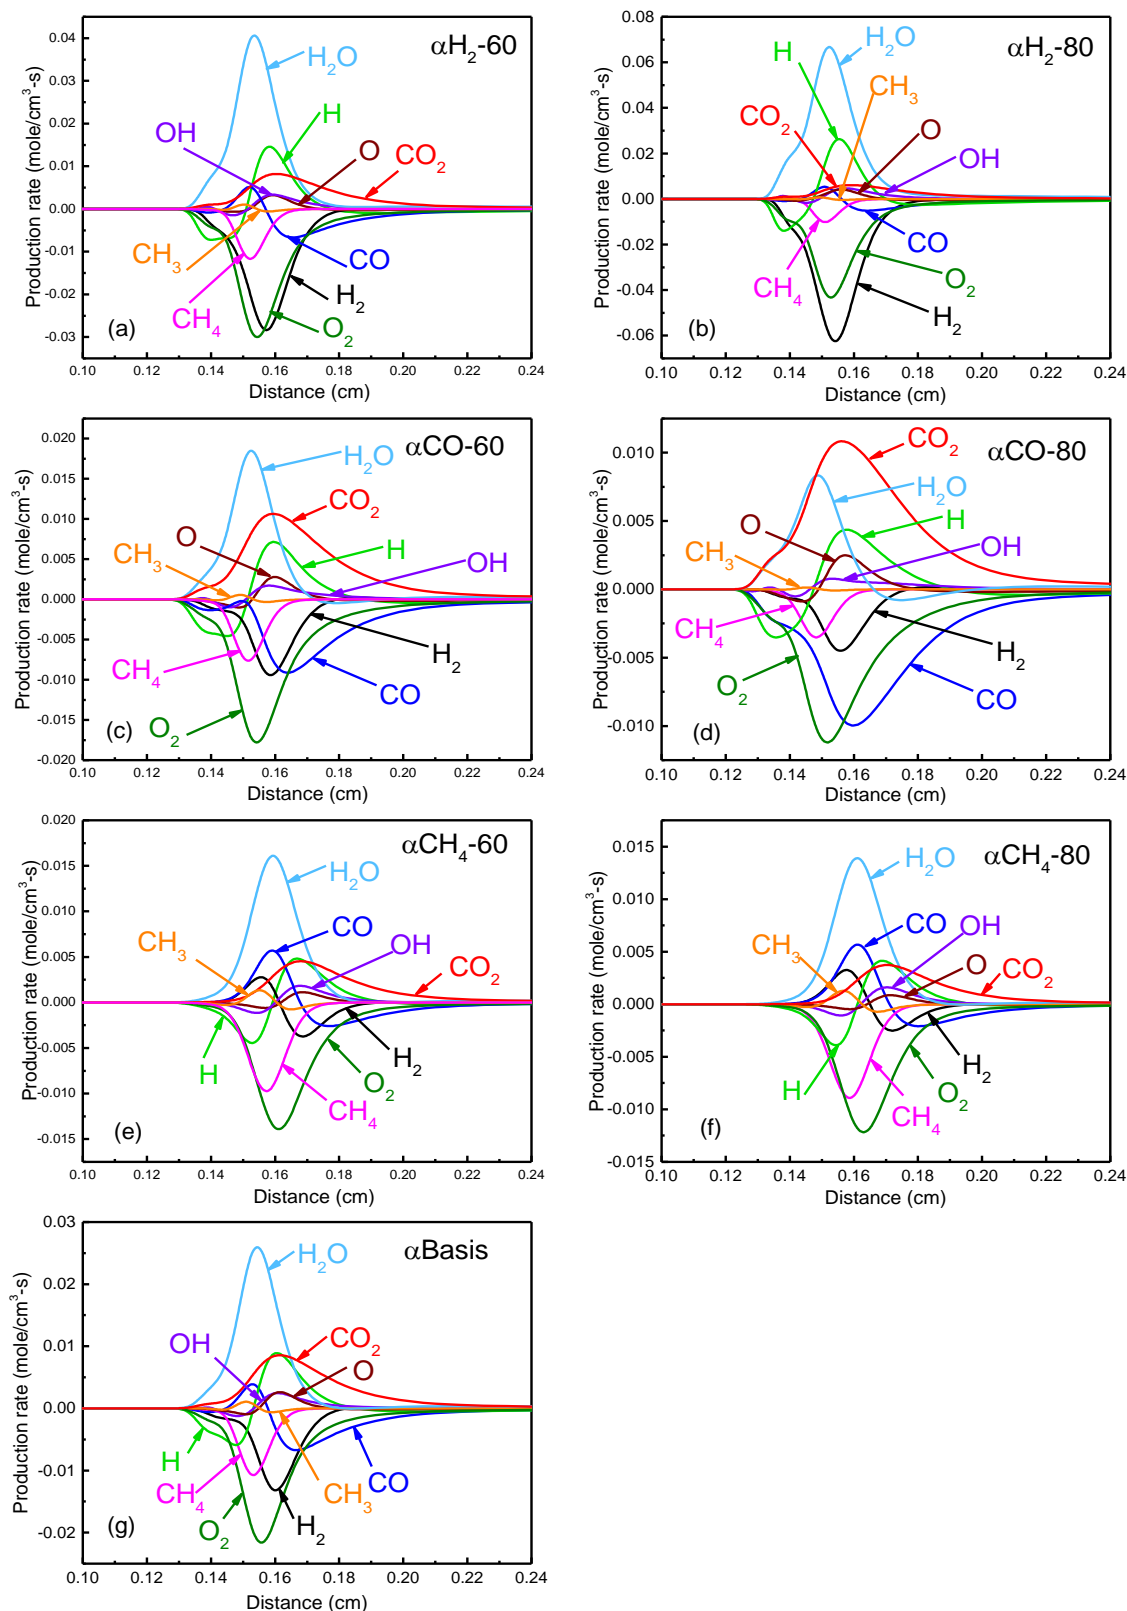 αH₂-60
Production rate (mole/cm³-s)
0.04
0.03
0.02
0.01
0.00
-0.01
-0.02
-0.03
H₂O
H
OH
O
CO₂
CH₃
CO
CH₄
H₂
O₂
(a)
0.10 0.12 0.14 0.16 0.18 0.20 0.22 0.24
Distance (cm)
αH₂-80
Production rate (mole/cm³-s)
0.08
0.06
0.04
0.02
0.00
-0.02
-0.04
-0.06
H
H₂O
CH₃
CO₂
O
OH
CO
CH₄
O₂
H₂
(b)
0.10 0.12 0.14 0.16 0.18 0.20 0.22 0.24
Distance (cm)
αCO-60
Production rate (mole/cm³-s)
0.020
0.015
0.010
0.005
0.000
-0.005
-0.010
-0.015
-0.020
H₂O
CO₂
O
H
CH₃
OH
H₂
CH₄
CO
O₂
(c)
0.10 0.12 0.14 0.16 0.18 0.20 0.22 0.24
Distance (cm)
αCO-80
Production rate (mole/cm³-s)
0.010
0.005
0.000
-0.005
-0.010
CO₂
H₂O
H
O
OH
CH₃
CH₄
H₂
O₂
CO
(d)
0.10 0.12 0.14 0.16 0.18 0.20 0.22 0.24
Distance (cm)
αCH₄-60
Production rate (mole/cm³-s)
0.020
0.015
0.010
0.005
0.000
-0.005
-0.010
-0.015
H₂O
CO
CH₃
OH
CO₂
H
H₂
O₂
CH₄
(e)
0.10 0.12 0.14 0.16 0.18 0.20 0.22 0.24
Distance (cm)
αCH₄-80
Production rate (mole/cm³-s)
0.015
0.010
0.005
0.000
-0.005
-0.010
-0.015
H₂O
CO
OH
CH₃
O
CO₂
H₂
H
O₂
CH₄
(f)
0.10 0.12 0.14 0.16 0.18 0.20 0.22 0.24
Distance (cm)
αBasis
Production rate (mole/cm³-s)
0.03
0.02
0.01
0.00
-0.01
-0.02
H₂O
OH
CO₂
O
H
CH₄
CO
CH₃
O₂
H₂
(g)
0.10 0.12 0.14 0.16 0.18 0.20 0.22 0.24
Distance (cm)